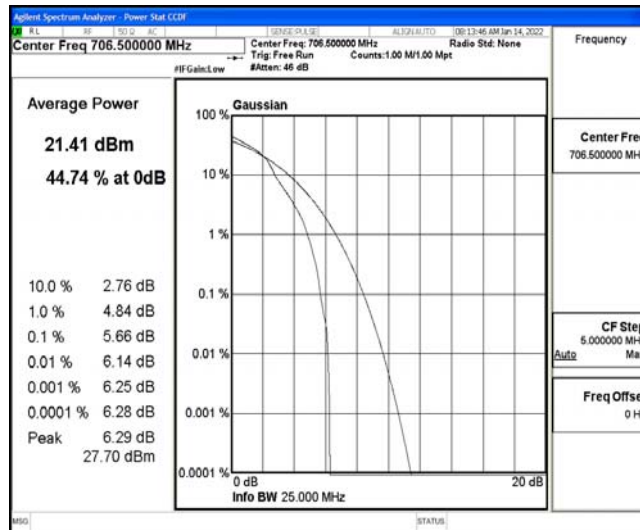 Agilent Spectrum Analyzer - Power Stat CCDF
RL RF 50 Ω AC SENSE:PULSE ALIGN AUTO 08:13:46 AM Jan 14, 2022
Center Freq 706.500000 MHz
Center Freq: 706.500000 MHz Radio Std: None
Trig: Free Run Counts:1.00 M/1.00 Mpt
#IFGain:Low #Atten: 46 dB
Frequency
Average Power
21.41 dBm
44.74 % at 0dB
10.0 % 2.76 dB
1.0 % 4.84 dB
0.1 % 5.66 dB
0.01 % 6.14 dB
0.001 % 6.25 dB
0.0001 % 6.28 dB
Peak 6.29 dB
27.70 dBm
Gaussian
100 %
10 %
1 %
0.1 %
0.01 %
0.001 %
0.0001 %
0 dB 20 dB
Info BW 25.000 MHz
Center Fre
706.500000 MH
CF Step
5.000000 MH
Auto Ma
Freq Offse
0 H
MSG STATUS